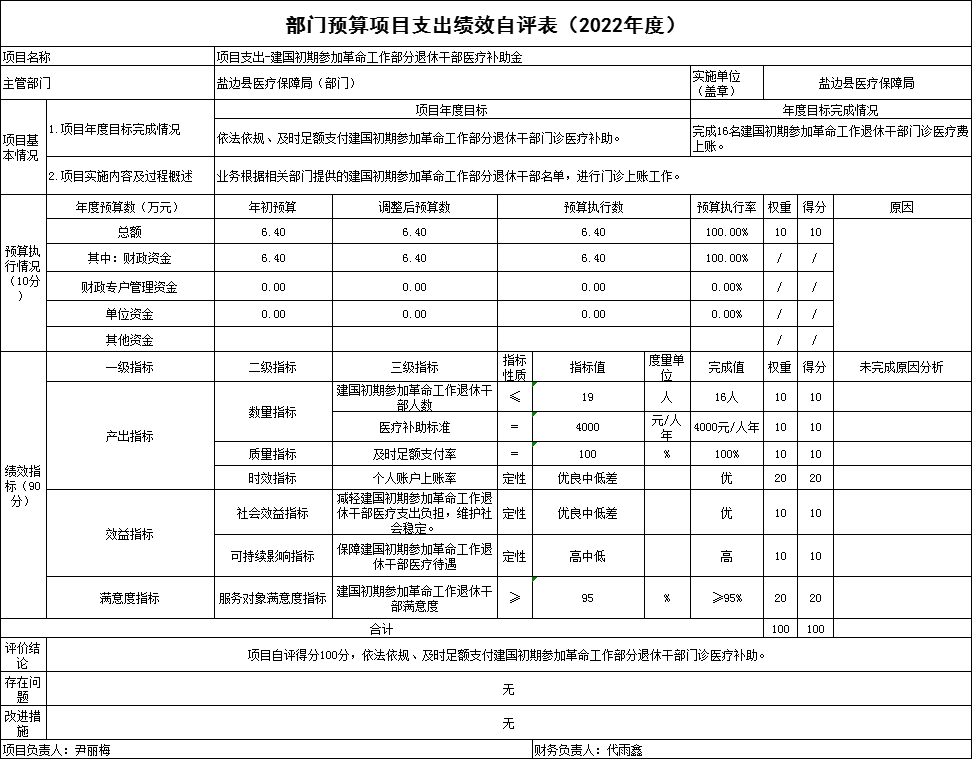 部门预算项目支出绩效自评表（2022年度）
项目名称 项目支出-建国初期参加革命工作部分退休干部医疗补助金
主管部门 盐边县医疗保障局（部门） 实施单位（盖章） 盐边县医疗保障局
项目基本情况 1.项目年度目标完成情况 项目年度目标 年度目标完成情况
依法依规、及时足额支付建国初期参加革命工作部分退休干部门诊医疗补助。 完成16名建国初期参加革命工作退休干部门诊医疗费上账。
2.项目实施内容及过程概述 业务根据相关部门提供的建国初期参加革命工作部分退休干部名单，进行门诊上账工作。
预算执行情况（10分） 年度预算数（万元） 年初预算 调整后预算数 预算执行数 预算执行率 权重 得分 原因
总额 6.40 6.40 6.40 100.00% 10 10
其中：财政资金 6.40 6.40 6.40 100.00% / /
财政专户管理资金 0.00 0.00 0.00 0.00% / /
单位资金 0.00 0.00 0.00 0.00% / /
其他资金 / /
绩效指标（90分） 一级指标 二级指标 三级指标 指标性质 指标值 度量单位 完成值 权重 得分 未完成原因分析
产出指标 数量指标 建国初期参加革命工作退休干部人数 ≤ 19 人 16人 10 10
医疗补助标准 = 4000 元/人年 4000元/人年 10 10
质量指标 及时足额支付率 = 100 % 100% 10 10
时效指标 个人账户上账率 定性 优良中低差 优 20 20
效益指标 社会效益指标 减轻建国初期参加革命工作退休干部医疗支出负担，维护社会稳定。 定性 优良中低差 优 10 10
可持续影响指标 保障建国初期参加革命工作退休干部医疗待遇 定性 高中低 高 10 10
满意度指标 服务对象满意度指标 建国初期参加革命工作退休干部满意度 ≥ 95 % ≥95% 20 20
合计 100 100
评价结论 项目自评得分100分，依法依规、及时足额支付建国初期参加革命工作部分退休干部门诊医疗补助。
存在问题 无
改进措施 无
项目负责人：尹丽梅 财务负责人：代雨鑫